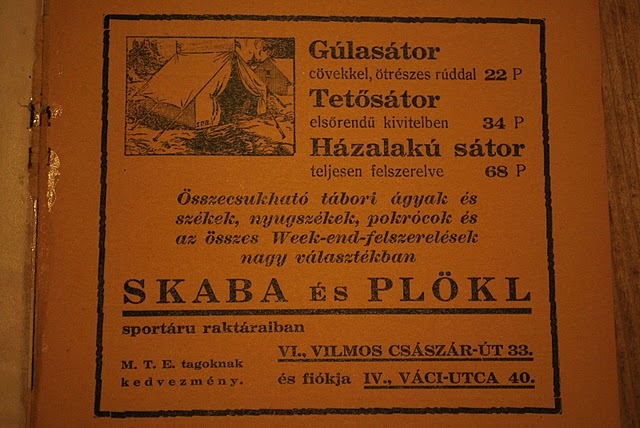 Gúlasátor
cövekkel, ötrészes rúddal 22 P
Tetősátor
elsőrendű kivitelben 34 P
Házalakú sátor
teljesen felszerelve 68 P
Összecsukható tábori ágyak és
székek, nyugszékek, pokrócok és
az összes Week-end-felszerelések
nagy választékban
SKABA ÉS PLÖKL
sportáru raktáraiban
VI., VILMOS CSÁSZÁR-ÚT 33.
M. T. E. tagoknak
kedvezmény.
és fiókja IV., VÁCI-UTCA 40.